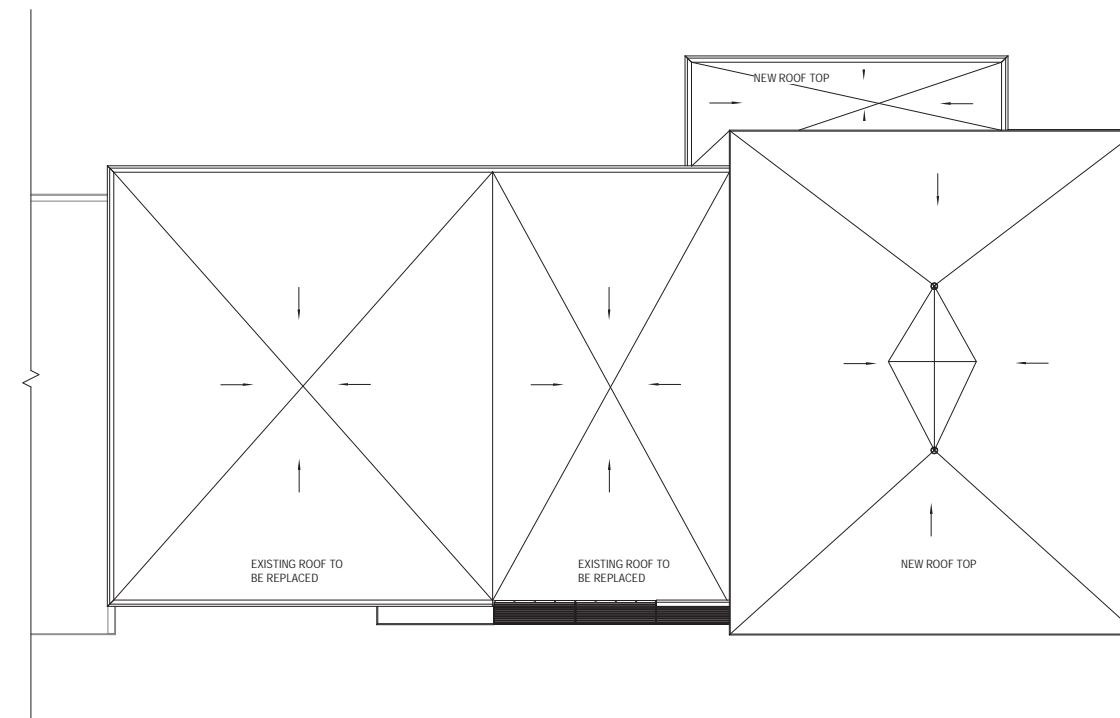 NEW ROOF TOP
EXISTING ROOF TO
BE REPLACED
EXISTING ROOF TO
BE REPLACED
NEW ROOF TOP